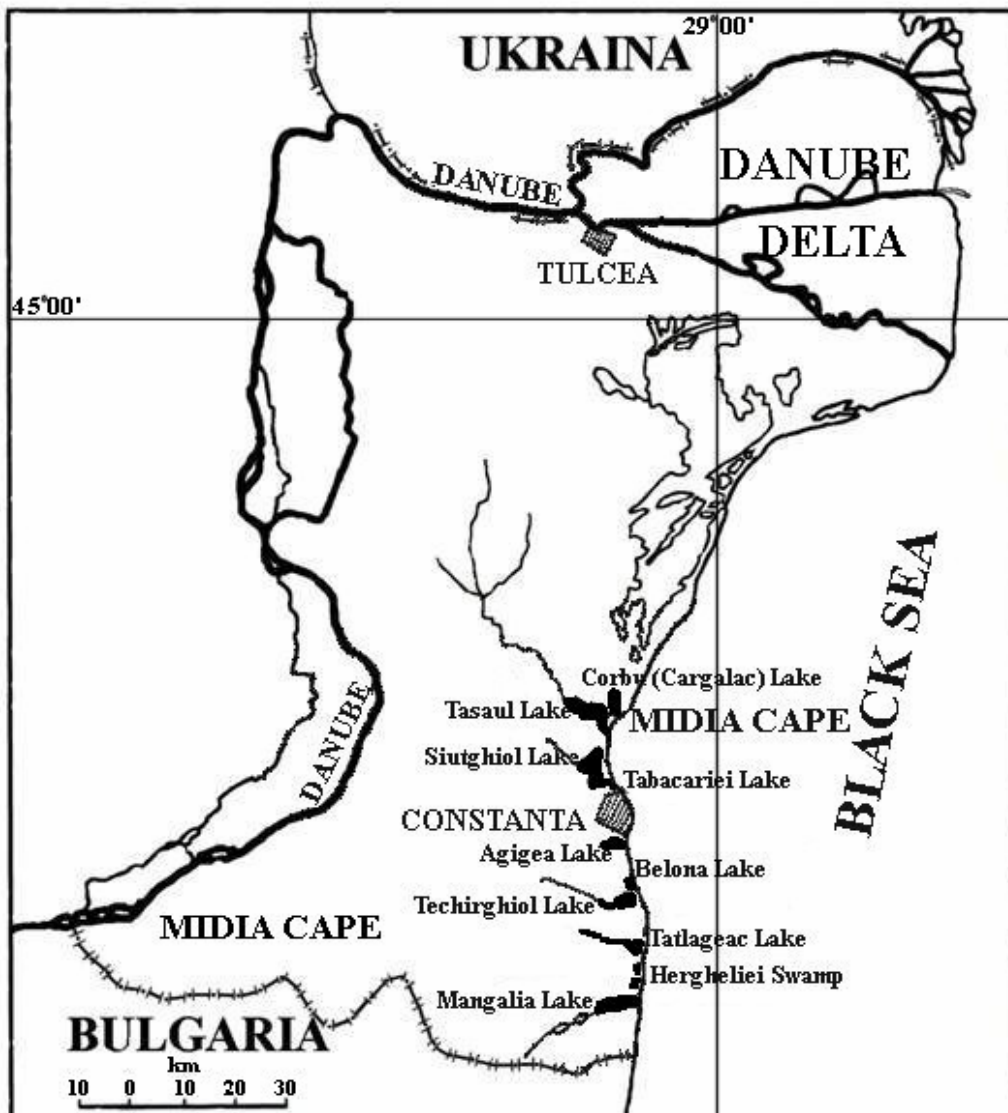 29°00'
UKRAINA
DANUBE
DANUBE
DELTA
TULCEA
45°00'
BLACK SEA
Corbu (Cargalac) Lake
Tasaul Lake
MIDIA CAPE
Siutghiol Lake
Tabacariei Lake
DANUBE
CONSTANTA
Agigea Lake
Belona Lake
Techirghiol Lake
MIDIA CAPE
Tatlageac Lake
Hergheliei Swamp
Mangalia Lake
BULGARIA
km
10 0 10 20 30